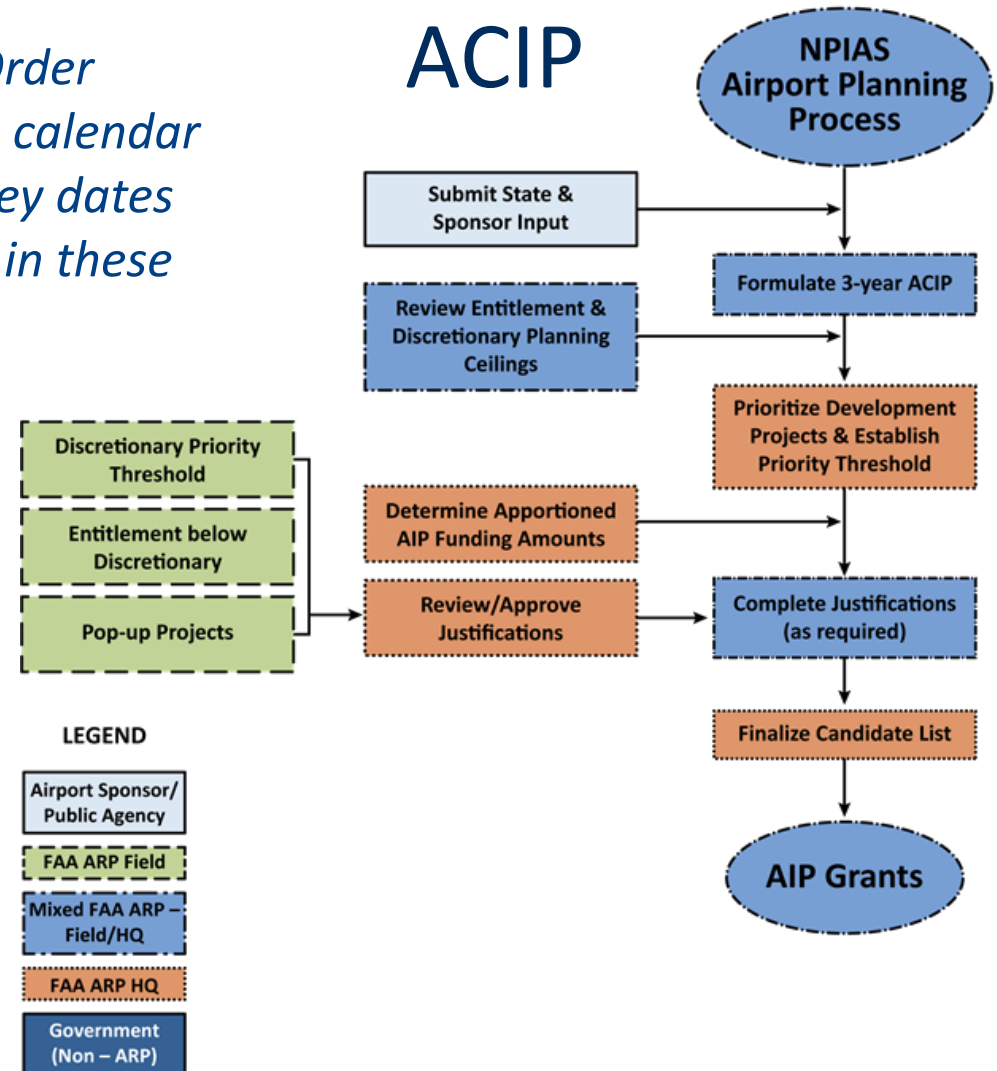 Order
calendar
ey dates
in these
ACIP
NPIAS
Airport Planning
Process
Submit State &
Sponsor Input
Formulate 3-year ACIP
Review Entitlement &
Discretionary Planning
Ceilings
Prioritize Development
Projects & Establish
Priority Threshold
Discretionary Priority
Threshold
Entitlement below
Discretionary
Pop-up Projects
Determine Apportioned
AIP Funding Amounts
Review/Approve
Justifications
Complete Justifications
(as required)
Finalize Candidate List
AIP Grants
LEGEND
Airport Sponsor/
Public Agency
FAA ARP Field
Mixed FAA ARP –
Field/HQ
FAA ARP HQ
Government
(Non – ARP)